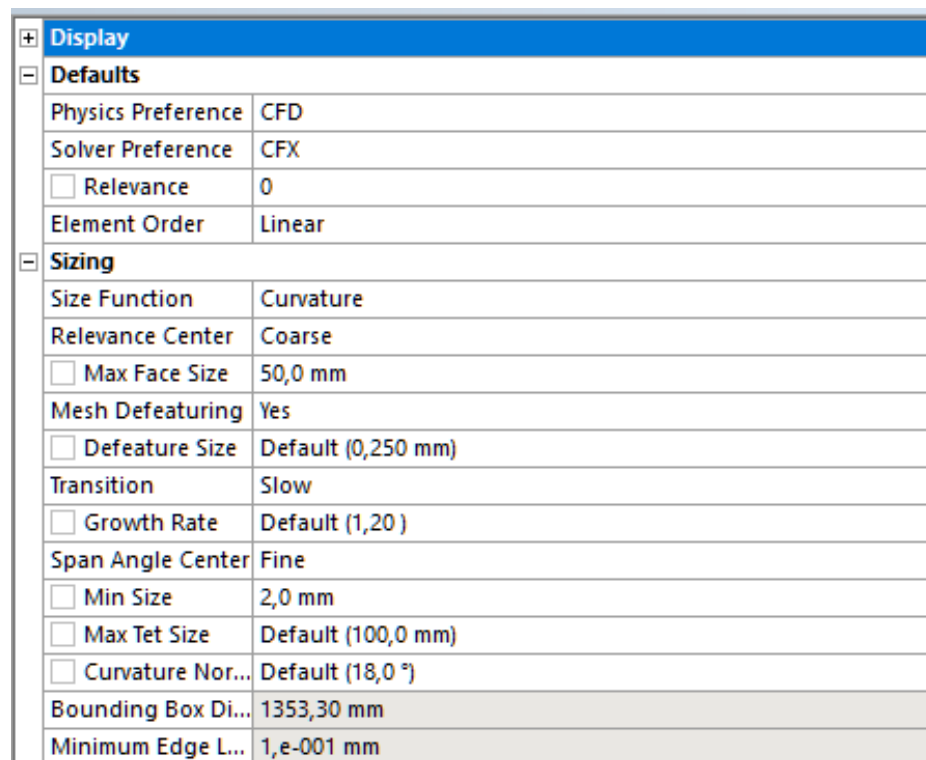 Display
Defaults
Physics Preference CFD
Solver Preference CFX
Relevance 0
Element Order Linear
Sizing
Size Function Curvature
Relevance Center Coarse
Max Face Size 50,0 mm
Mesh Defeaturing Yes
Defeature Size Default (0,250 mm)
Transition Slow
Growth Rate Default (1,20 )
Span Angle Center Fine
Min Size 2,0 mm
Max Tet Size Default (100,0 mm)
Curvature Nor... Default (18,0 °)
Bounding Box Di... 1353,30 mm
Minimum Edge L... 1,e-001 mm